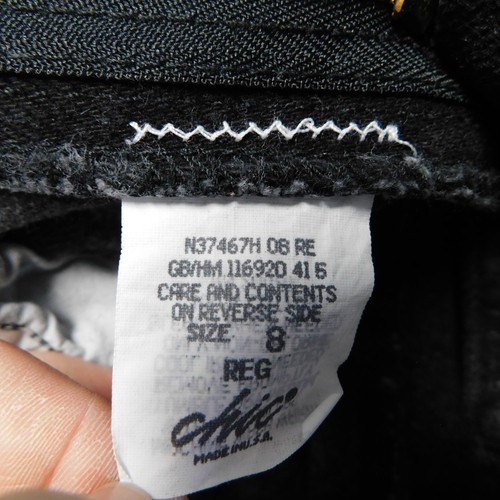 N37467H 08 RE
GB/HM 116920 41 5
CARE AND CONTENTS
ON REVERSE SIDE
SIZE 8
REG
chic
MADE IN U.S.A.